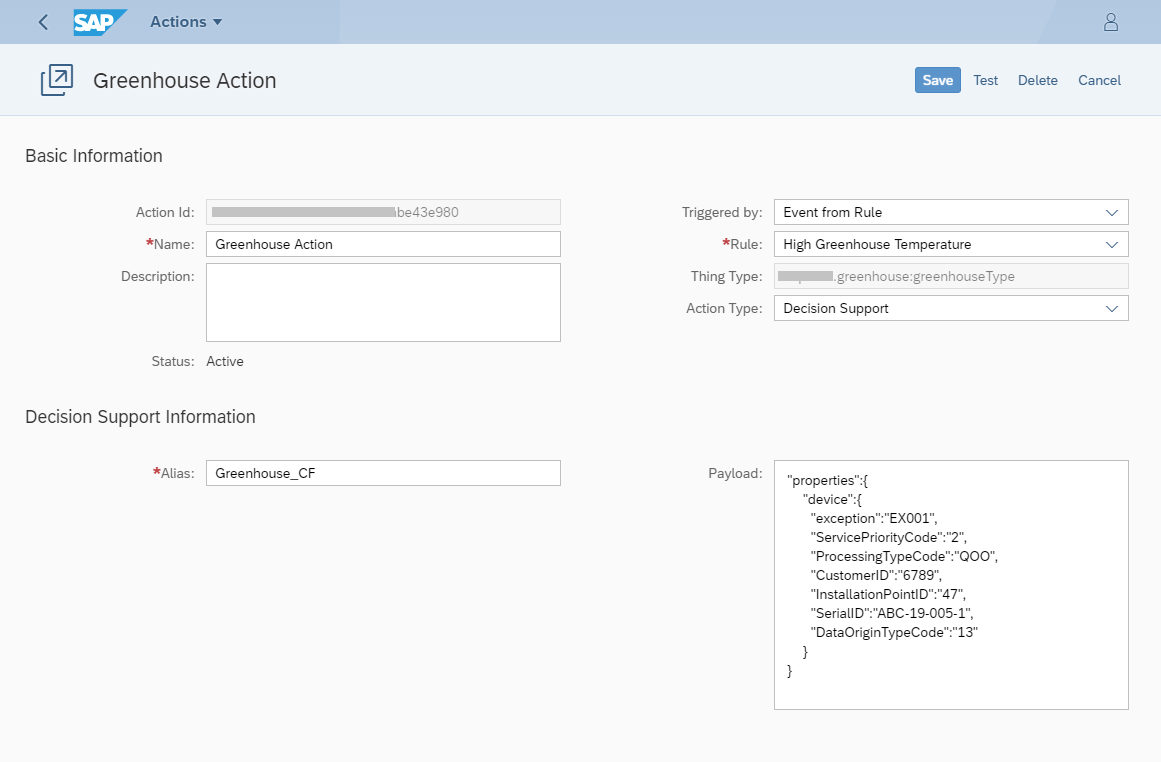 SAP Actions
Greenhouse Action
Save Test Delete Cancel
Basic Information
Action Id: be43e980
*Name: Greenhouse Action
Description:
Status: Active
Triggered by: Event from Rule
*Rule: High Greenhouse Temperature
Thing Type: .greenhouse:greenhouseType
Action Type: Decision Support
Decision Support Information
*Alias: Greenhouse_CF
Payload:
"properties":{
"device":{
"exception":"EX001",
"ServicePriorityCode":"2",
"ProcessingTypeCode":"QOO",
"CustomerID":"6789",
"InstallationPointID":"47",
"SerialID":"ABC-19-005-1",
"DataOriginTypeCode":"13"
}
}